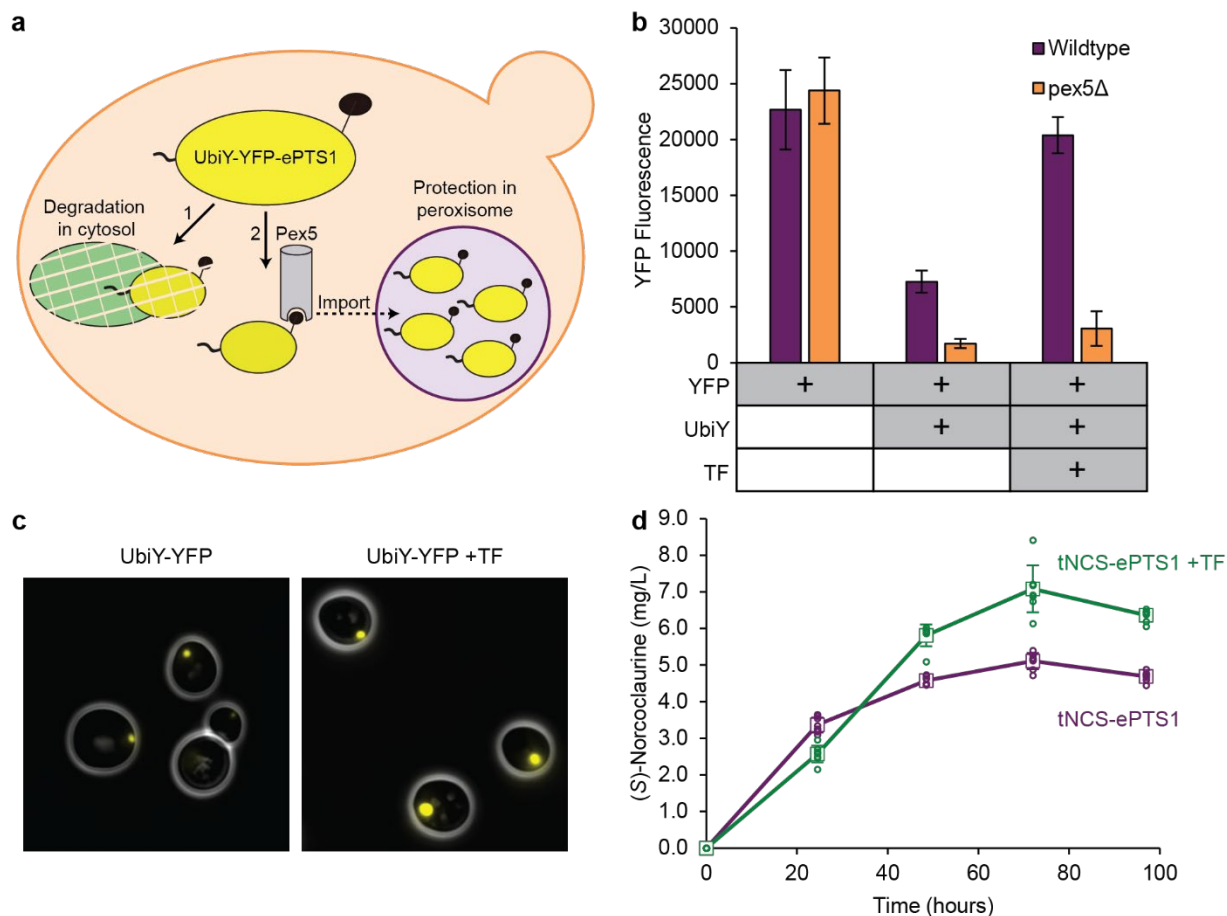 a
UbiY-YFP-ePTS1
Degradation
in cytosol
1
2
Pex5
Import
Protection in
peroxisome
b
30000
25000
20000
15000
10000
5000
0
YFP Fluorescence
Wildtype
pex5Δ
YFP + + +
UbiY + +
TF +
c
UbiY-YFP
UbiY-YFP +TF
d
9.0
8.0
7.0
6.0
5.0
4.0
3.0
2.0
1.0
0.0
(S)-Norcoclaurine (mg/L)
tNCS-ePTS1 +TF
tNCS-ePTS1
0 20 40 60 80 100
Time (hours)